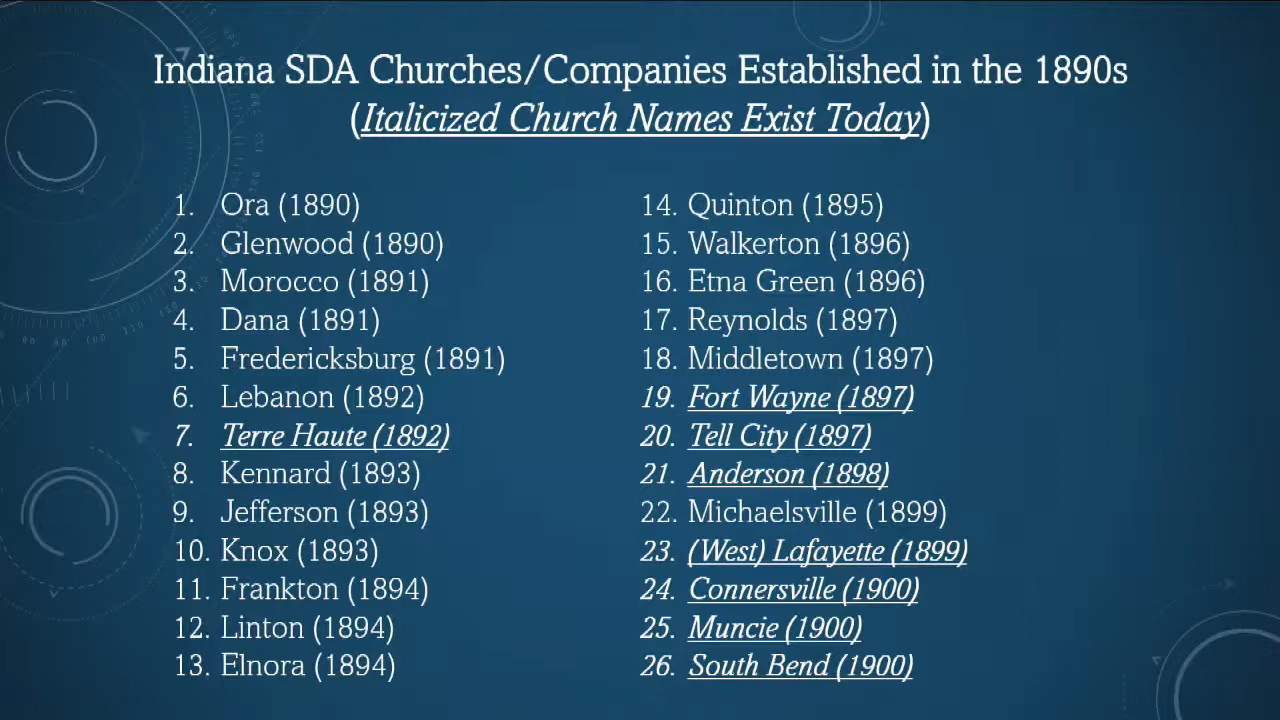 Indiana SDA Churches/Companies Established in the 1890s
(Italicized Church Names Exist Today)
1. Ora (1890)
2. Glenwood (1890)
3. Morocco (1891)
4. Dana (1891)
5. Fredericksburg (1891)
6. Lebanon (1892)
7. Terre Haute (1892)
8. Kennard (1893)
9. Jefferson (1893)
10. Knox (1893)
11. Frankton (1894)
12. Linton (1894)
13. Elnora (1894)
14. Quinton (1895)
15. Walkerton (1896)
16. Etna Green (1896)
17. Reynolds (1897)
18. Middletown (1897)
19. Fort Wayne (1897)
20. Tell City (1897)
21. Anderson (1898)
22. Michaelsville (1899)
23. (West) Lafayette (1899)
24. Connersville (1900)
25. Muncie (1900)
26. South Bend (1900)